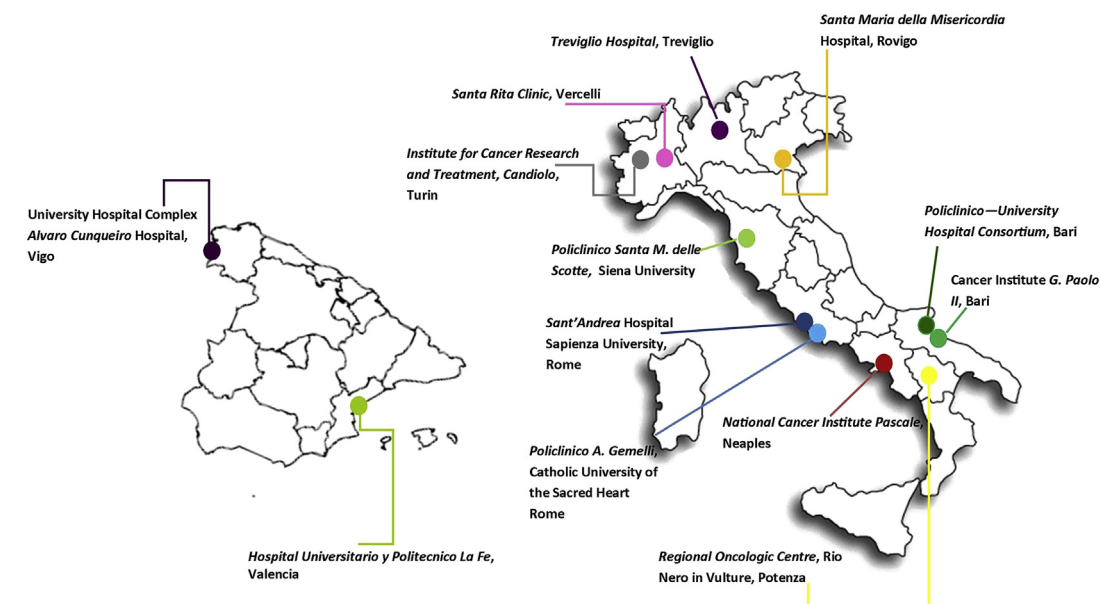 Santa Maria della Misericordia
Hospital, Rovigo
Treviglio Hospital, Treviglio
Santa Rita Clinic, Vercelli
Institute for Cancer Research
and Treatment, Candiolo,
Turin
University Hospital Complex
Alvaro Cunqueiro Hospital,
Vigo
Policlinico—University
Hospital Consortium, Bari
Policlinico Santa M. delle
Scotte, Siena University
Cancer Institute G. Paolo
II, Bari
Sant'Andrea Hospital
Sapienza University,
Rome
National Cancer Institute Pascale,
Neaples
Policlinico A. Gemelli,
Catholic University of
the Sacred Heart
Rome
Hospital Universitario y Politecnico La Fe,
Valencia
Regional Oncologic Centre, Rio
Nero in Vulture, Potenza